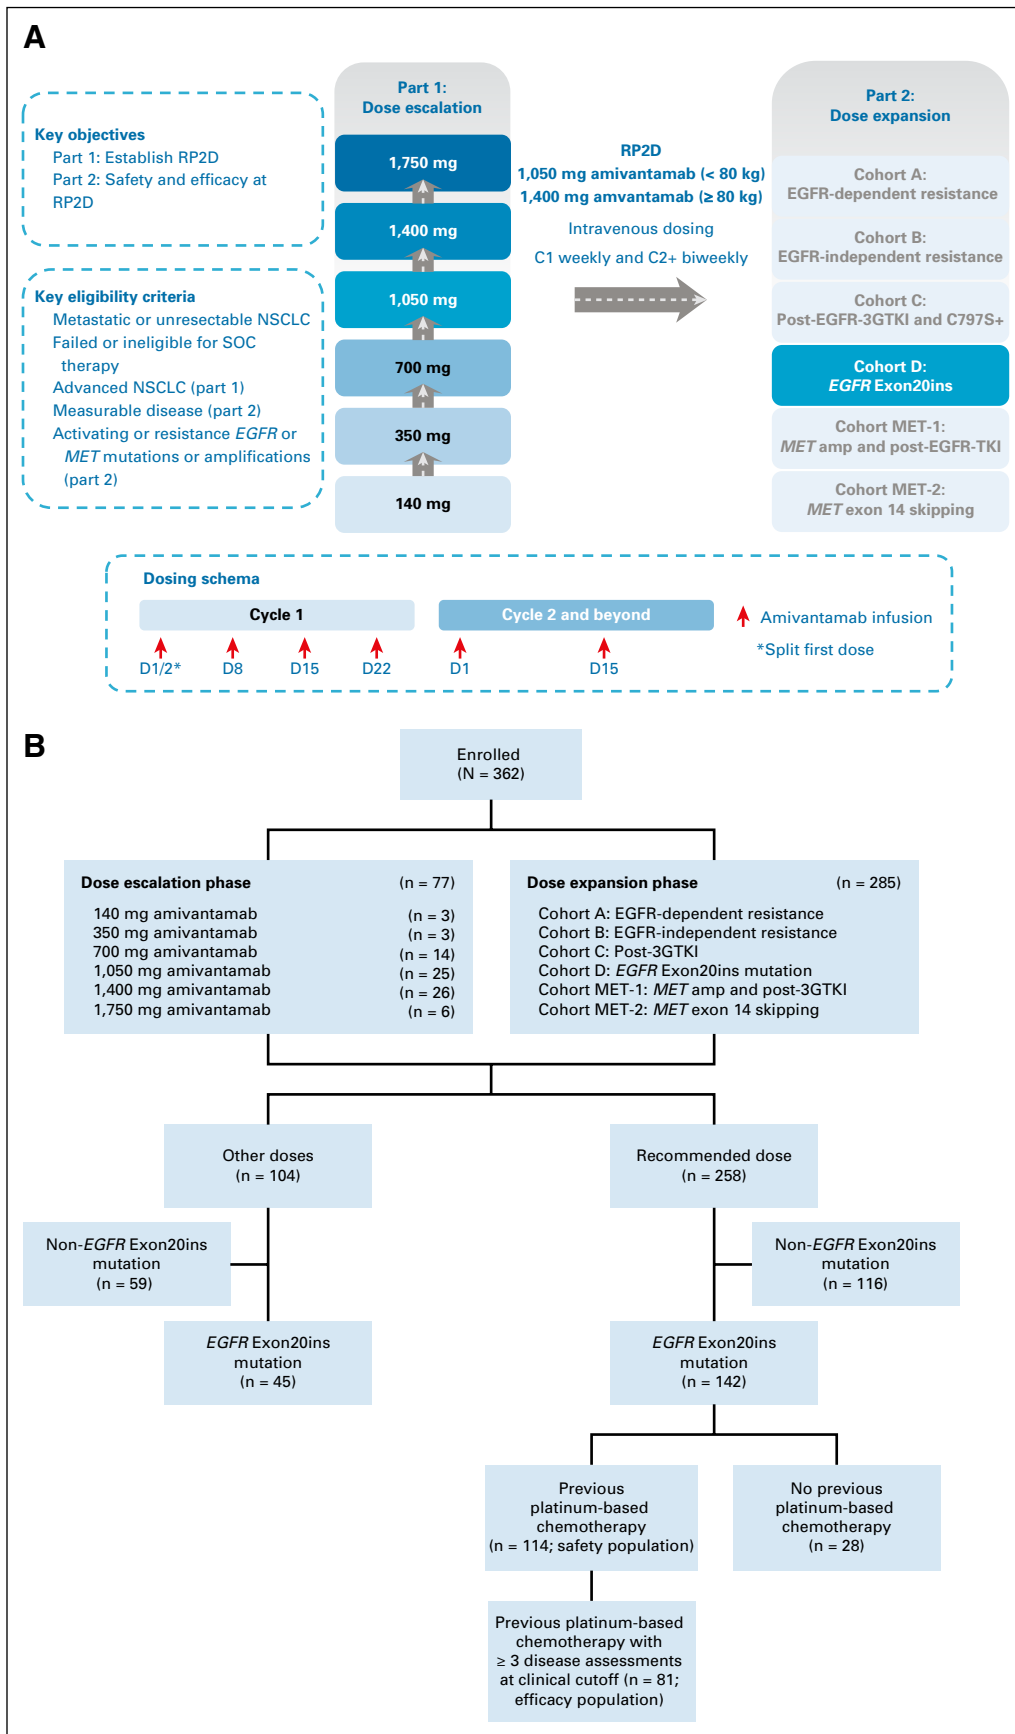 A
Key objectives
Part 1: Establish RP2D
Part 2: Safety and efficacy at
RP2D
Key eligibility criteria
Metastatic or unresectable NSCLC
Failed or ineligible for SOC
therapy
Advanced NSCLC (part 1)
Measurable disease (part 2)
Activating or resistance EGFR or
MET mutations or amplifications
(part 2)
Part 1:
Dose escalation
1,750 mg
1,400 mg
1,050 mg
700 mg
350 mg
140 mg
RP2D
1,050 mg amivantamab (< 80 kg)
1,400 mg amvantamab (≥ 80 kg)
Intravenous dosing
C1 weekly and C2+ biweekly
Part 2:
Dose expansion
Cohort A:
EGFR-dependent resistance
Cohort B:
EGFR-independent resistance
Cohort C:
Post-EGFR-3GTKI and C797S+
Cohort D:
EGFR Exon20ins
Cohort MET-1:
MET amp and post-EGFR-TKI
Cohort MET-2:
MET exon 14 skipping
Dosing schema
Cycle 1
Cycle 2 and beyond
Amivantamab infusion
*Split first dose
D1/2*
D8
D15
D22
D1
D15
B
Enrolled
(N = 362)
Dose escalation phase (n = 77)
140 mg amivantamab (n = 3)
350 mg amivantamab (n = 3)
700 mg amivantamab (n = 14)
1,050 mg amivantamab (n = 25)
1,400 mg amivantamab (n = 26)
1,750 mg amivantamab (n = 6)
Dose expansion phase (n = 285)
Cohort A: EGFR-dependent resistance
Cohort B: EGFR-independent resistance
Cohort C: Post-3GTKI
Cohort D: EGFR Exon20ins mutation
Cohort MET-1: MET amp and post-3GTKI
Cohort MET-2: MET exon 14 skipping
Other doses
(n = 104)
Recommended dose
(n = 258)
Non-EGFR Exon20ins
mutation
(n = 59)
Non-EGFR Exon20ins
mutation
(n = 116)
EGFR Exon20ins
mutation
(n = 45)
EGFR Exon20ins
mutation
(n = 142)
Previous
platinum-based
chemotherapy
(n = 114; safety population)
No previous
platinum-based
chemotherapy
(n = 28)
Previous platinum-based
chemotherapy with
≥ 3 disease assessments
at clinical cutoff (n = 81;
efficacy population)